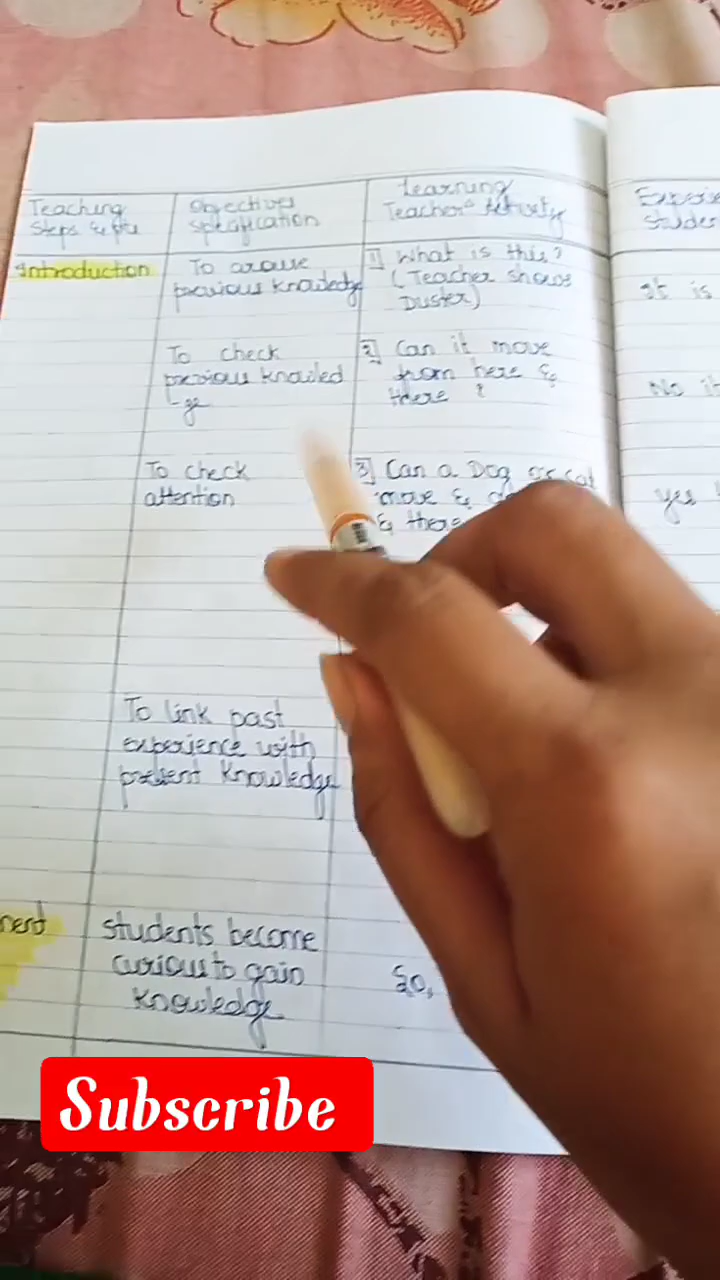 Teaching
Steps &
Objectives
specification
Learning
Teacher's Activity
Experie
Student
Introduction
To arouse
previous knowledge
1] What is this?
(Teacher shows
Duster)
It is
To check
previous knowled
-ge
2] Can it move
from here &
there ?
No it
To check
attention
3] Can a Dog or cat
move &
& there
yes
To link past
experience with
present knowledge
ment
students become
curious to gain
knowledge
So,
Subscribe